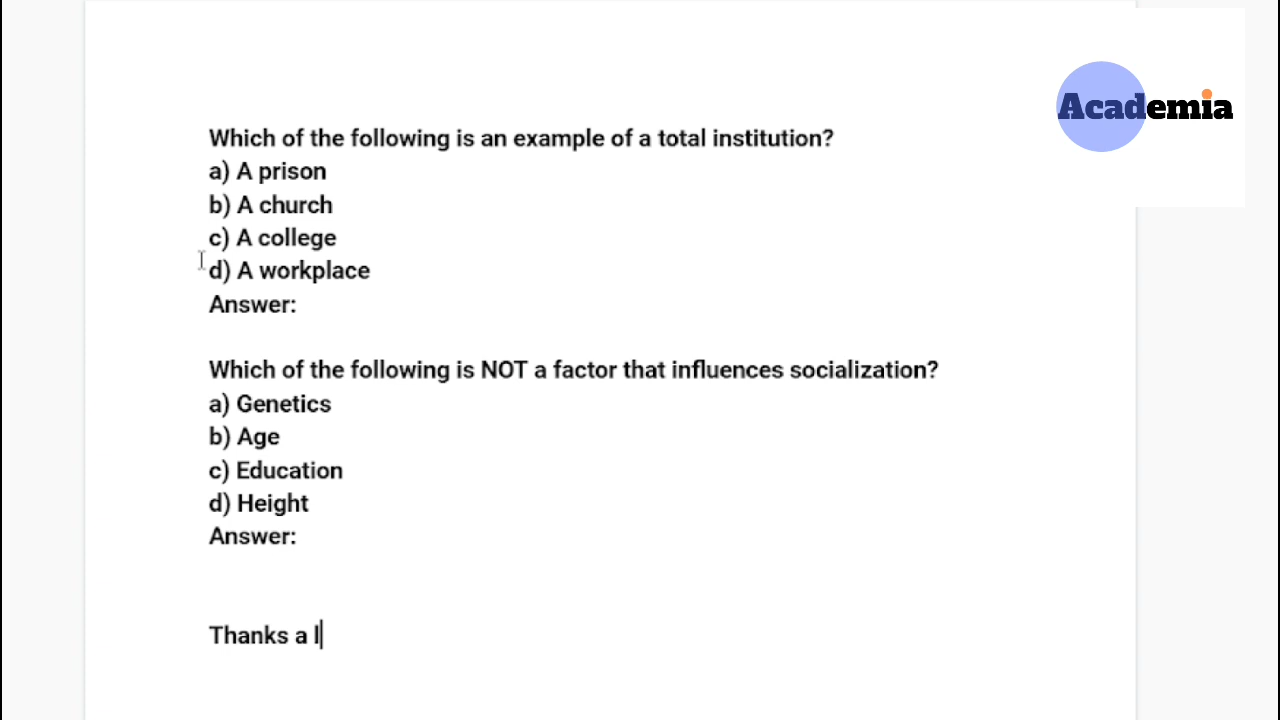 Academia
Which of the following is an example of a total institution?
a) A prison
b) A church
c) A college
d) A workplace
Answer:
Which of the following is NOT a factor that influences socialization?
a) Genetics
b) Age
c) Education
d) Height
Answer:
Thanks a l